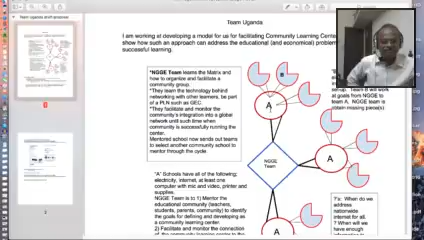 Team Uganda
I am working at developing a model for us for facilitating Community Learning Cente
show how such an approach can address the educational (and economical) problem
successful learning.
"NGGE Team learns the Matrix and
how to organize and facilitate a
community group.
*They learn the technology behind
networking with other learners, be part
of a PLN such as GEC.
*They facilitate and monitor the
community's integration into a global
network until such time when
community is successfully running the
center.
Mentored school now sends out teams
to select another community school to
mentor through the cycle.
B
A
NGGE
Team
A
A
set-up. Team B will work
at goals from NGGE to
team A. NGGE team is
obtain missing piece(s)
"A" Schools have all of the following:
electricity, internet, at least one
computer with mic and video, printer and
supplies.
NGGE Team is to 1) Mentor the
educational community (teachers,
students, parents, community) to identify
the goals for defining and developing as
a community learning center.
2) Facilitate and monitor the connection
?'s: When do we
address
nationwide
internet for all.
? When will we
have enough